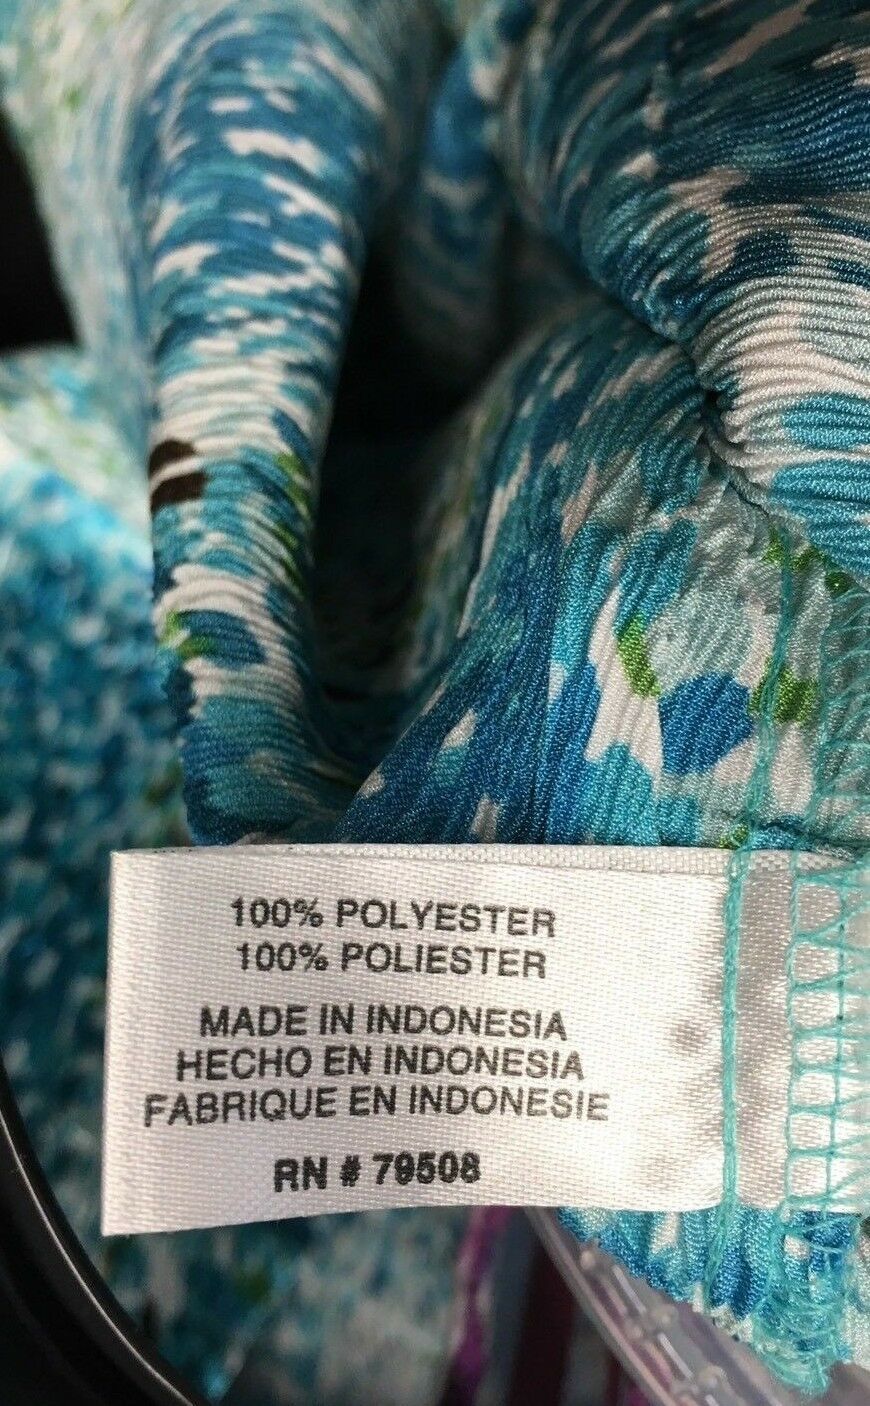 100% POLYESTER
100% POLIESTER
MADE IN INDONESIA
HECHO EN INDONESIA
FABRIQUE EN INDONESIE
RN # 79508